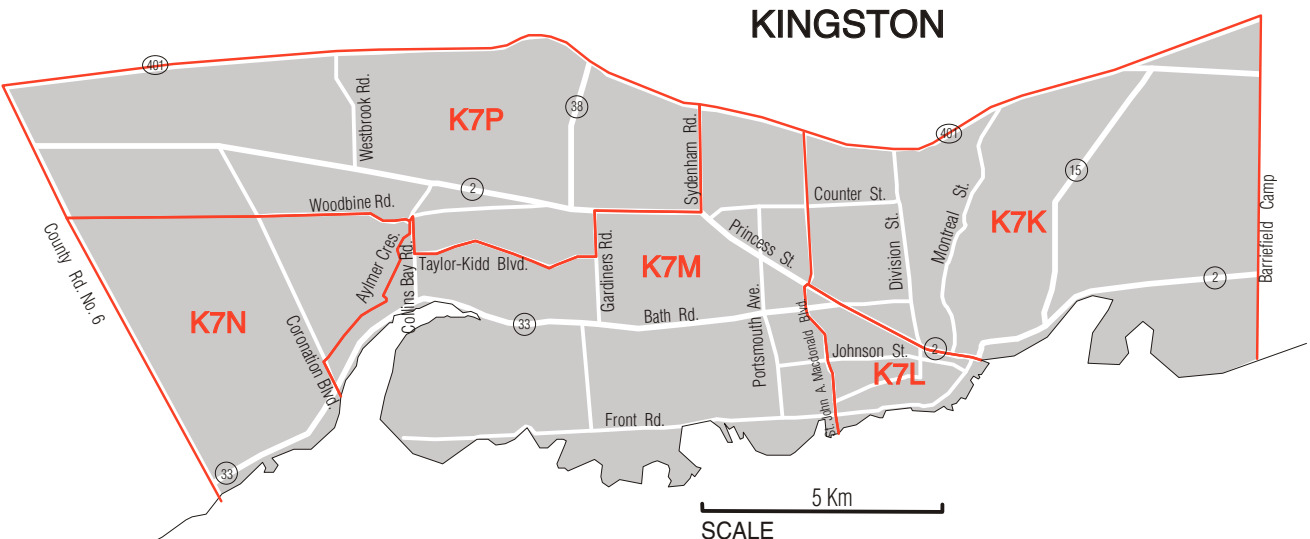 KINGSTON
401
Westbrook Rd.
K7P
38
Sydenham Rd.
401
2
Counter St.
Woodbine Rd.
Montreal St.
15
K7K
Barriefield Camp
County Rd. No. 6
Aylmer Cres.
Collins Bay Rd.
Taylor-Kidd Blvd.
Gardiners Rd.
K7M
Princess St.
Division St.
2
K7N
Coronation Blvd.
33
Bath Rd.
Portsmouth Ave.
St. John A. Macdonald Blvd
Johnson St.
2
K7L
Front Rd.
33
5 Km
SCALE